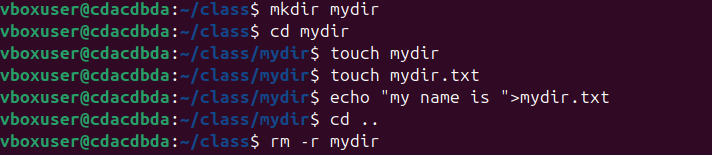 vboxuser@cdacdbda:~/class$ mkdir mydir
vboxuser@cdacdbda:~/class$ cd mydir
vboxuser@cdacdbda:~/class/mydir$ touch mydir
vboxuser@cdacdbda:~/class/mydir$ touch mydir.txt
vboxuser@cdacdbda:~/class/mydir$ echo "my name is ">mydir.txt
vboxuser@cdacdbda:~/class/mydir$ cd ..
vboxuser@cdacdbda:~/class$ rm -r mydir